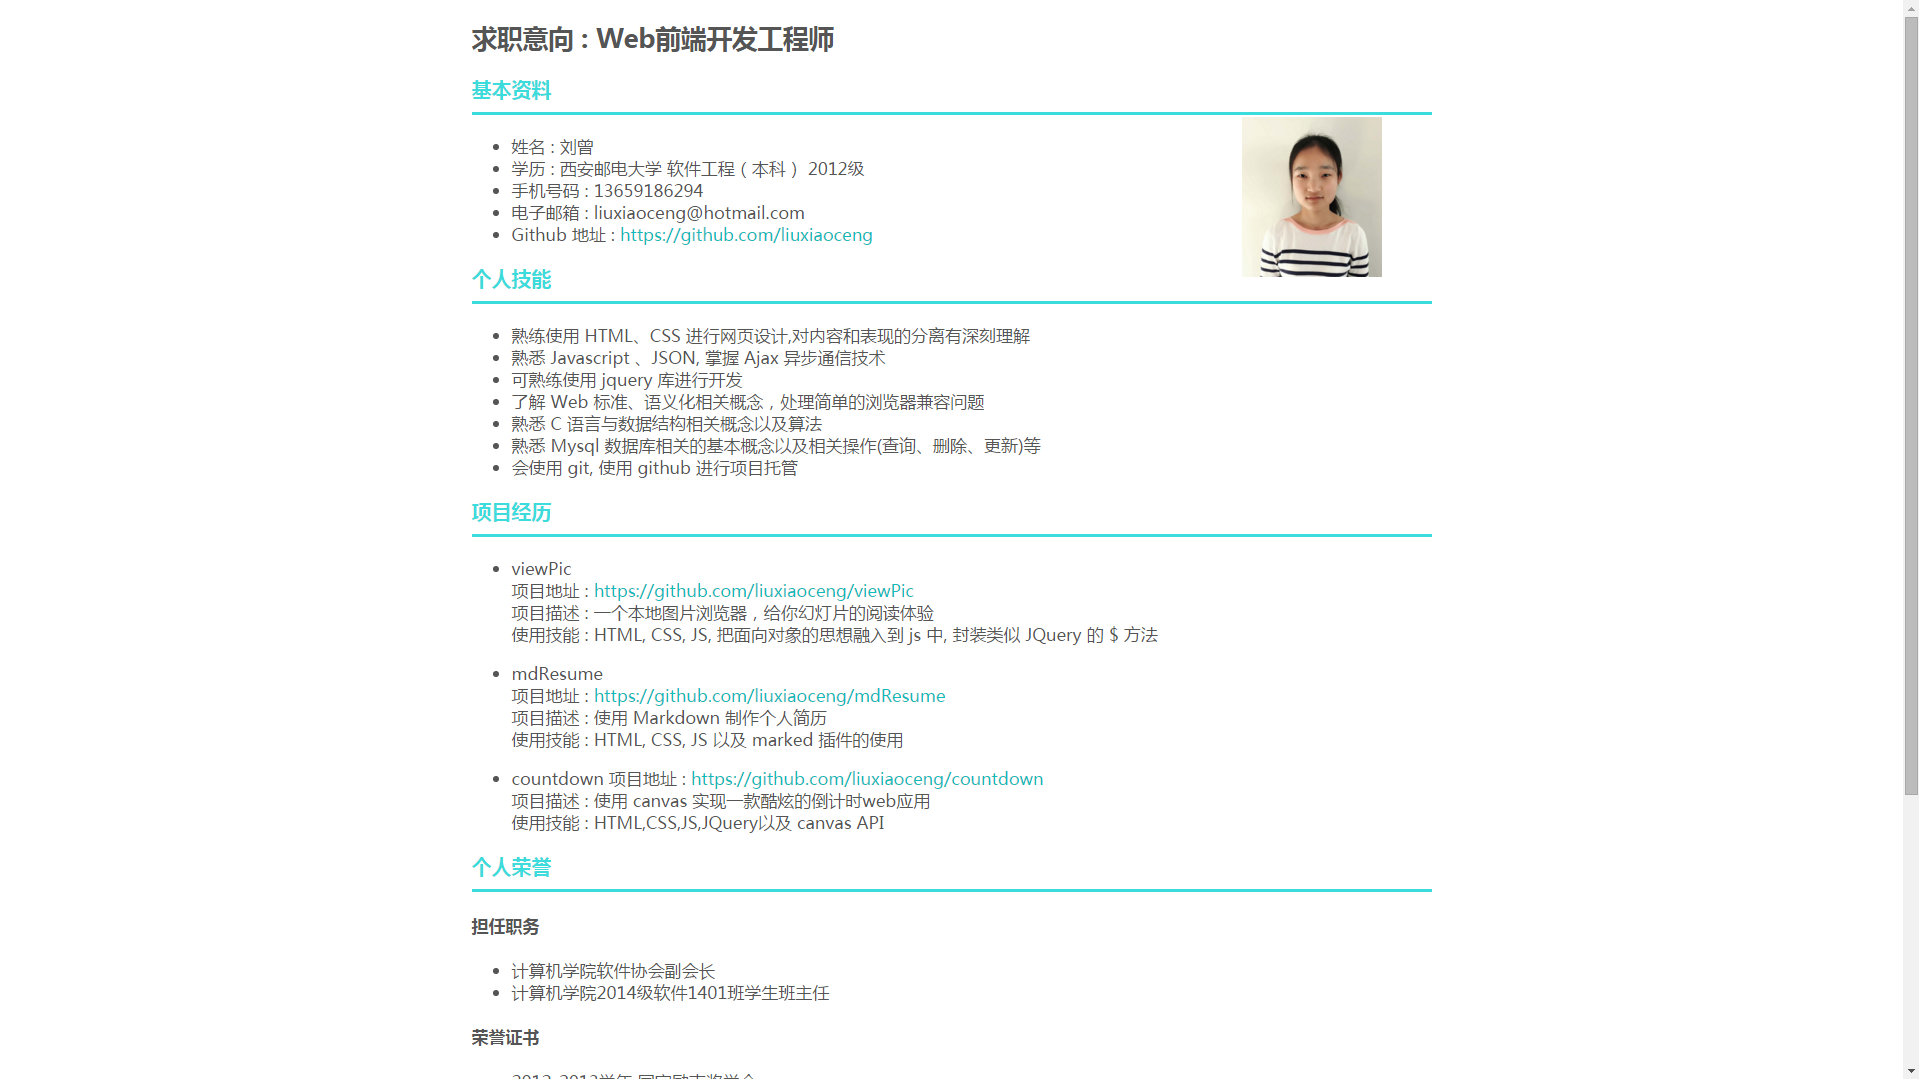 求职意向 : Web前端开发工程师
基本资料
姓名 : 刘曾
学历 : 西安邮电大学 软件工程（本科） 2012级
手机号码 : 13659186294
电子邮箱 : liuxiaoceng@hotmail.com
Github 地址 : https://github.com/liuxiaoceng
个人技能
熟练使用 HTML、CSS 进行网页设计,对内容和表现的分离有深刻理解
熟悉 Javascript 、JSON, 掌握 Ajax 异步通信技术
可熟练使用 jquery 库进行开发
了解 Web 标准、语义化相关概念，处理简单的浏览器兼容问题
熟悉 C 语言与数据结构相关概念以及算法
熟悉 Mysql 数据库相关的基本概念以及相关操作(查询、删除、更新)等
会使用 git, 使用 github 进行项目托管
项目经历
viewPic
项目地址 : https://github.com/liuxiaoceng/viewPic
项目描述 : 一个本地图片浏览器，给你幻灯片的阅读体验
使用技能 : HTML, CSS, JS, 把面向对象的思想融入到 js 中, 封装类似 JQuery 的 $ 方法
mdResume
项目地址 : https://github.com/liuxiaoceng/mdResume
项目描述 : 使用 Markdown 制作个人简历
使用技能 : HTML, CSS, JS 以及 marked 插件的使用
countdown 项目地址 : https://github.com/liuxiaoceng/countdown
项目描述 : 使用 canvas 实现一款酷炫的倒计时web应用
使用技能 : HTML,CSS,JS,JQuery以及 canvas API
个人荣誉
担任职务
计算机学院软件协会副会长
计算机学院2014级软件1401班学生班主任
荣誉证书